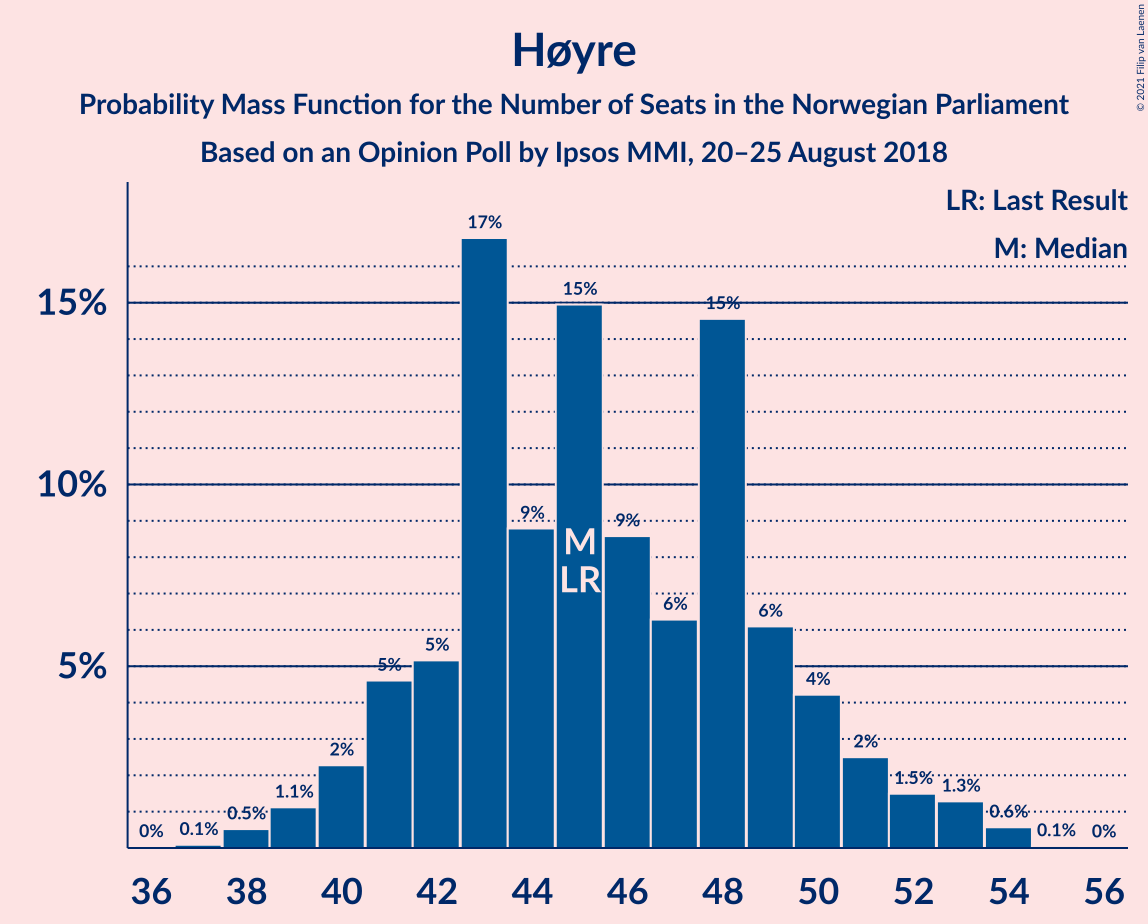 Høyre
Probability Mass Function for the Number of Seats in the Norwegian Parliament
Based on an Opinion Poll by Ipsos MMI, 20–25 August 2018
© 2021 Filip van Laenen
LR: Last Result
M: Median
15%
10%
5%
0%
0.1%
0.5%
1.1%
2%
5%
5%
17%
9%
15%
9%
6%
15%
6%
4%
2%
1.5%
1.3%
0.6%
0.1%
0%
M
LR
36 38 40 42 44 46 48 50 52 54 56